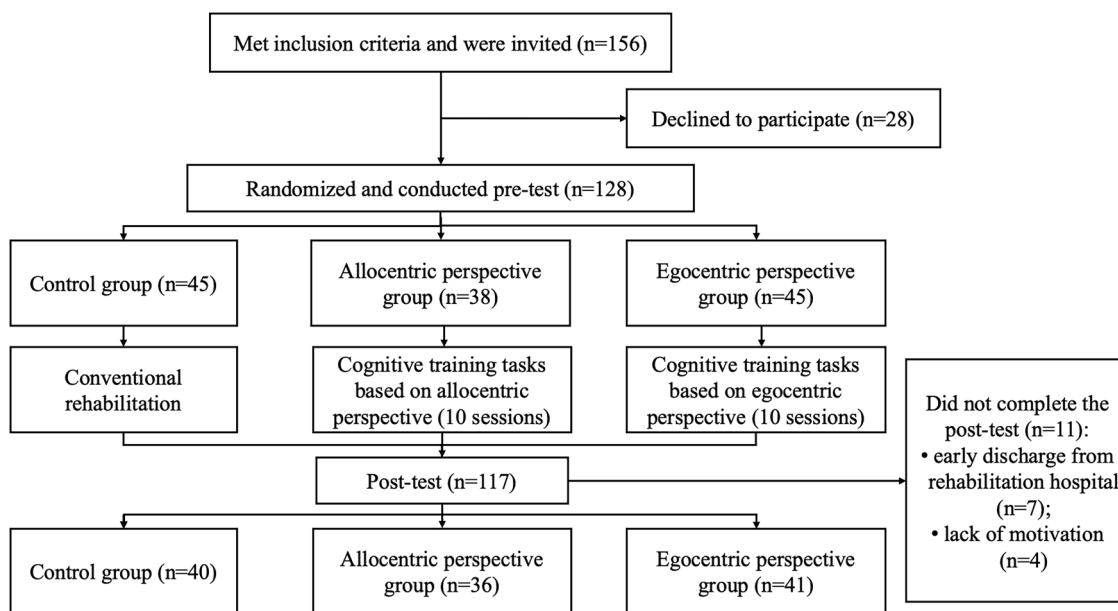 Met inclusion criteria and were invited (n=156)
Declined to participate (n=28)
Randomized and conducted pre-test (n=128)
Control group (n=45)
Allocentric perspective
group (n=38)
Egocentric perspective
group (n=45)
Conventional
rehabilitation
Cognitive training tasks
based on allocentric
perspective (10 sessions)
Cognitive training tasks
based on egocentric
perspective (10 sessions)
Did not complete the
post-test (n=11):
• early discharge from
rehabilitation hospital
(n=7);
• lack of motivation
(n=4)
Post-test (n=117)
Control group (n=40)
Allocentric perspective
group (n=36)
Egocentric perspective
group (n=41)